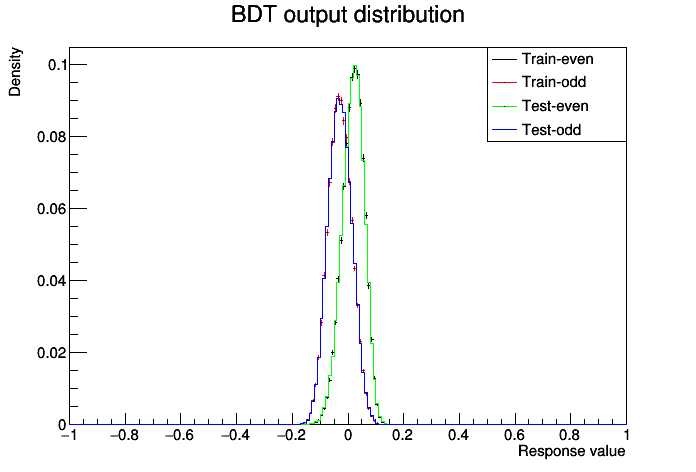 BDT output distribution
Density
Train-even
Train-odd
Test-even
Test-odd
0.1
0.08
0.06
0.04
0.02
0
−1 −0.8 −0.6 −0.4 −0.2 0 0.2 0.4 0.6 0.8 1
Response value